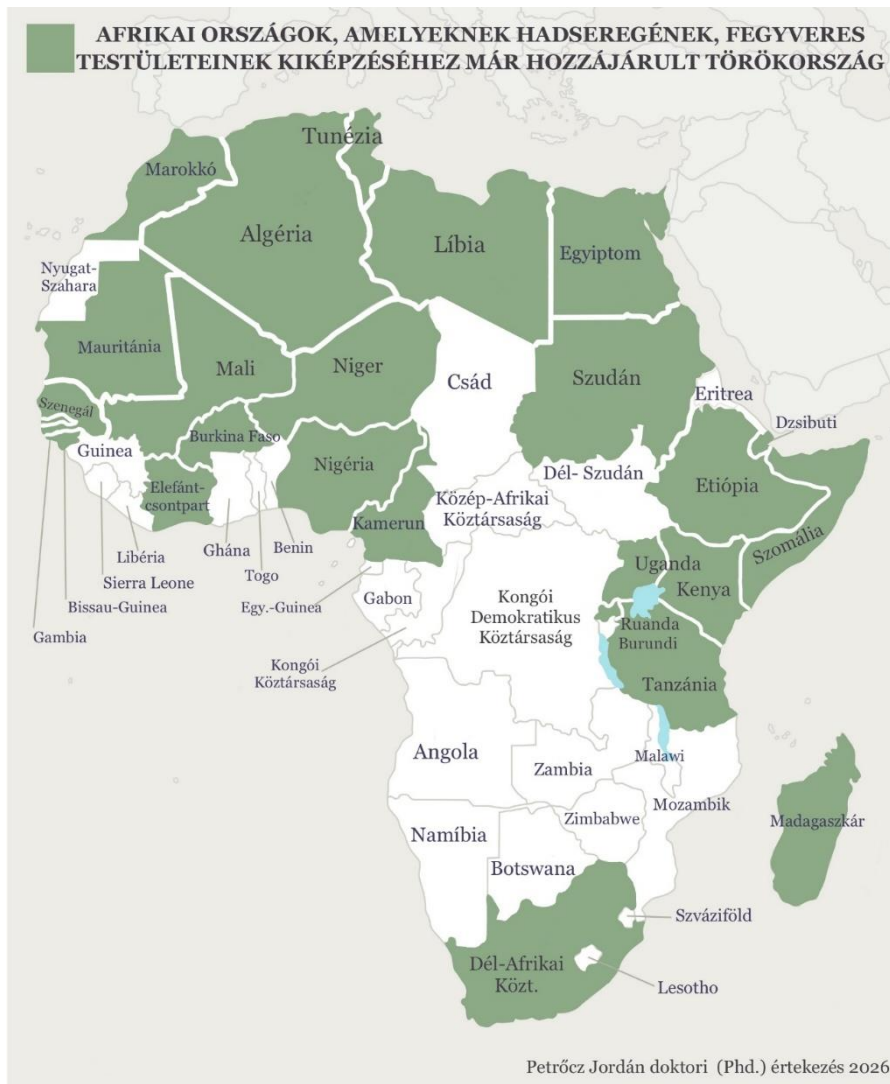 AFRIKAI ORSZÁGOK, AMELYEKNEK HADSEREGÉNEK, FEGYVERES
TESTÜLETEINEK KIKÉPZÉSÉHEZ MÁR HOZZÁJÁRULT TÖRÖKORSZÁG
Tunézia
Marokkó
Algéria
Líbia
Egyiptom
Nyugat-
Szahara
Mauritánia
Mali
Niger
Csád
Szudán
Eritrea
Szenegál
Dzsibuti
Burkina Faso
Guinea
Nigéria
Dél- Szudán
Etiópia
Elefánt-
csontpart
Közép-Afrikai
Köztársaság
Kamerun
Szomália
Libéria
Ghána
Benin
Sierra Leone
Togo
Bissau-Guinea
Egy.-Guinea
Gambia
Uganda
Kenya
Gabon
Kongói
Demokratikus
Köztársaság
Ruanda
Burundi
Kongói
Köztársaság
Tanzánia
Angola
Malawi
Zambia
Mozambik
Zimbabwe
Madagaszkár
Namíbia
Botswana
Szváziföld
Dél-Afrikai
Közt.
Lesotho
Petrőcz Jordán doktori (Phd.) értekezés 2026